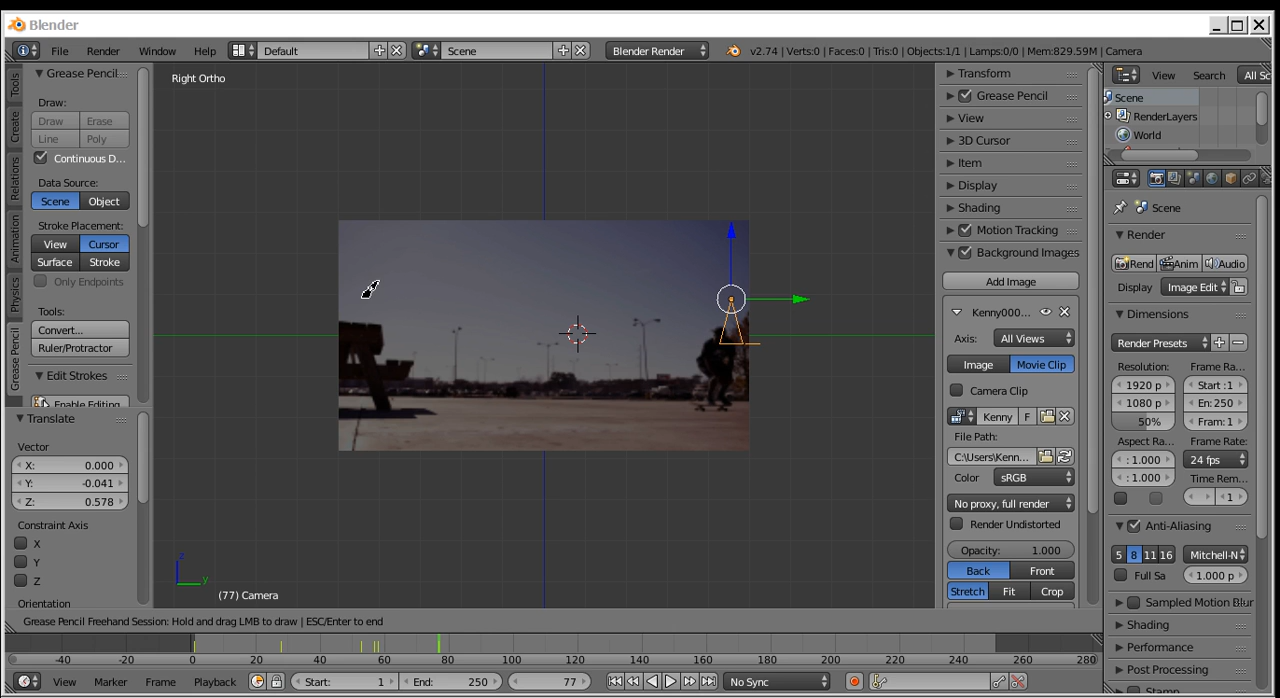 Blender
File Render Window Help Default Scene Blender Render v2.74 | Verts:0 | Faces:0 | Tris:0 | Objects:1/1 | Lamps:0/0 | Mem:829.59M | Camera
Tools
Create
Relations
Animation
Physics
Grease Pencil
Grease Pencil
Draw:
Draw Erase
Line Poly
Continuous D...
Data Source:
Scene Object
Stroke Placement:
View Cursor
Surface Stroke
Only Endpoints
Tools:
Convert...
Ruler/Protractor
Edit Strokes
Enable Editing
Translate
Vector
X: 0.000
Y: -0.041
Z: 0.578
Constraint Axis
X
Y
Z
Orientation
Right Ortho
z
y
(77) Camera
Transform
Grease Pencil
View
3D Cursor
Item
Display
Shading
Motion Tracking
Background Images
Add Image
Kenny000...
Axis: All Views
Image Movie Clip
Camera Clip
Kenny F
File Path:
C:\Users\Kenn...
Color sRGB
No proxy, full render
Render Undistorted
Opacity: 1.000
Back Front
Stretch Fit Crop
View Search All Sc
Scene
RenderLayers
World
Scene
Render
Rend Anim Audio
Display Image Edit
Dimensions
Render Presets
Resolution: Frame Ra...
1920 p Start :1
1080 p En: 250
50% Fram: 1
Aspect Ra... Frame Rate:
: 1.000 24 fps
: 1.000 Time Rem...
1
Anti-Aliasing
5 8 11 16 Mitchell-N
Full Sa 1.000 p
Sampled Motion Blur
Shading
Performance
Post Processing
Stamp
Grease Pencil Freehand Session: Hold and drag LMB to draw | ESC/Enter to end
-40 -20 0 20 40 60 80 100 120 140 160 180 200 220 240 260 280
View Marker Frame Playback Start: 1 End: 250 77 No Sync